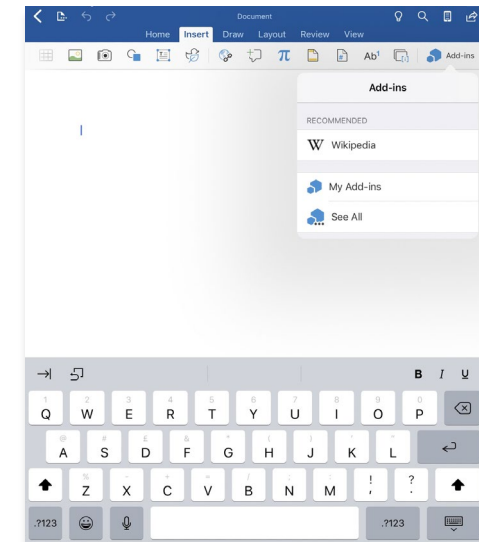 Document
Home Insert Draw Layout Review View
π # Ab¹ Add-ins
Add-ins
RECOMMENDED
W Wikipedia
My Add-ins
See All
B I U
1 2 3 4 5 6 7 8 9 0
Q W E R T Y U I O P
@ # £ & * ( ) ' "
A S D F G H J K L
% - + = / ; : ! ?
Z X C V B N M , .
.?123 .?123